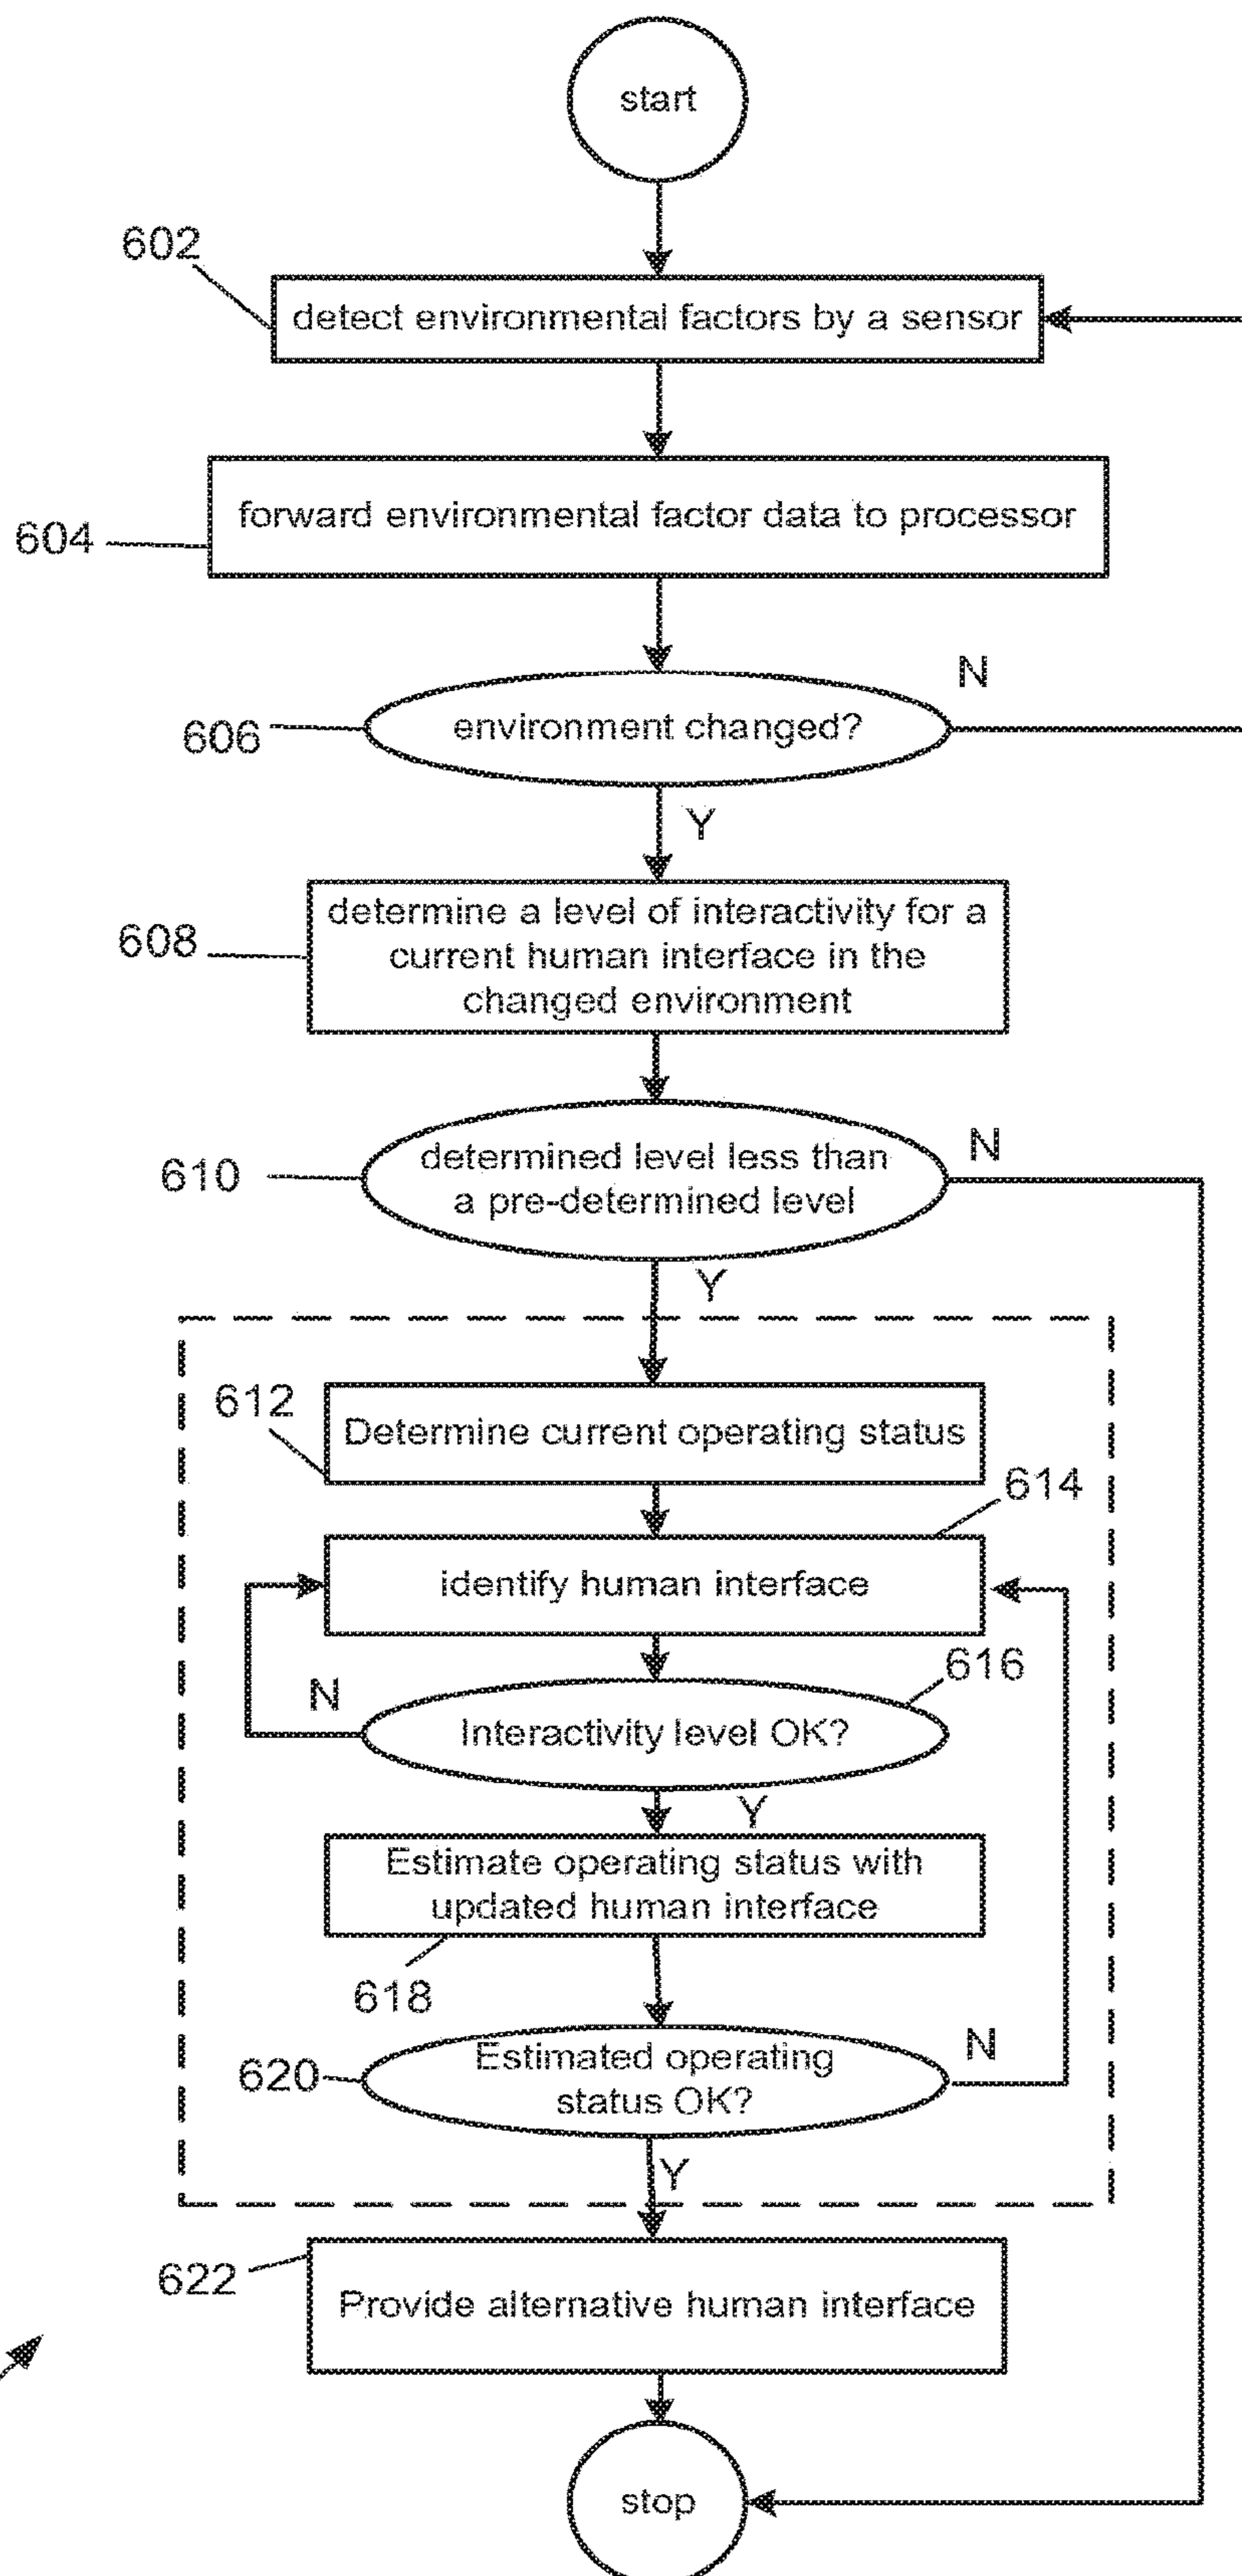 start
602
detect environmental factors by a sensor
604
forward environmental factor data to processor
606
environment changed?
N
Y
608
determine a level of interactivity for a
current human interface in the
changed environment
610
determined level less than
a pre-determined level
N
Y
612
Determine current operating status
614
identify human interface
616
N
Interactivity level OK?
Y
Estimate operating status with
updated human interface
618
620
Estimated operating
status OK?
N
Y
622
Provide alternative human interface
stop